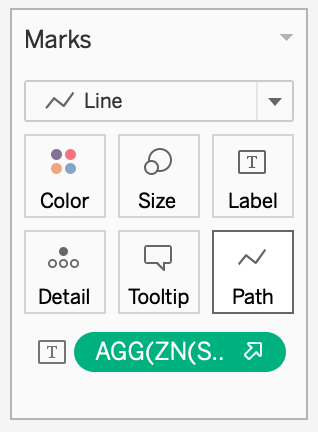 Marks
Line
Color Size Label
Detail Tooltip Path
T AGG(ZN(S..